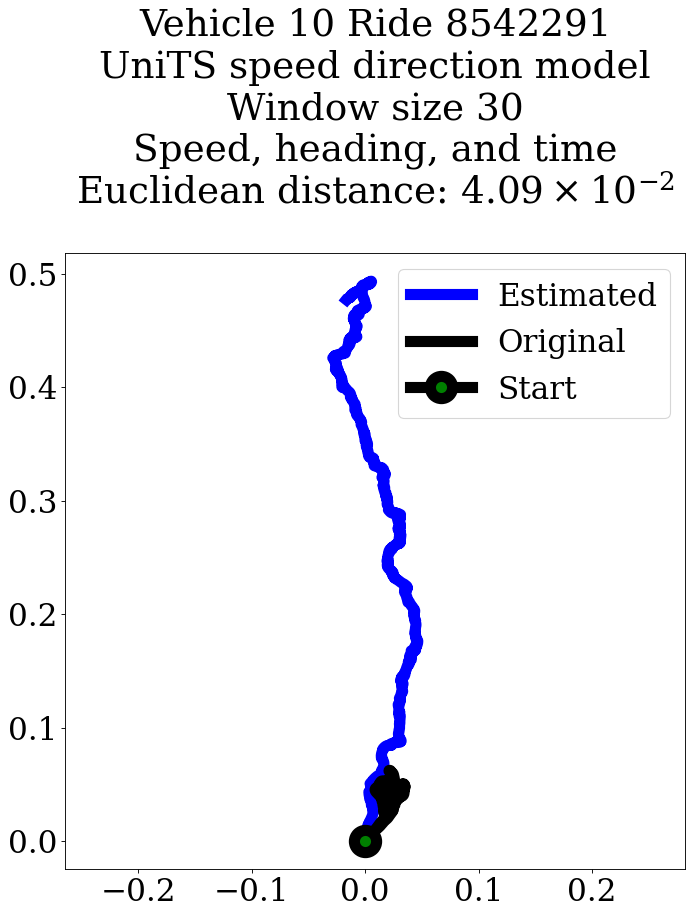 Vehicle 10 Ride 8542291
UniTS speed direction model
Window size 30
Speed, heading, and time
Euclidean distance: 4.09 × 10⁻²
Estimated
Original
Start
0.5
0.4
0.3
0.2
0.1
0.0
−0.2 −0.1 0.0 0.1 0.2